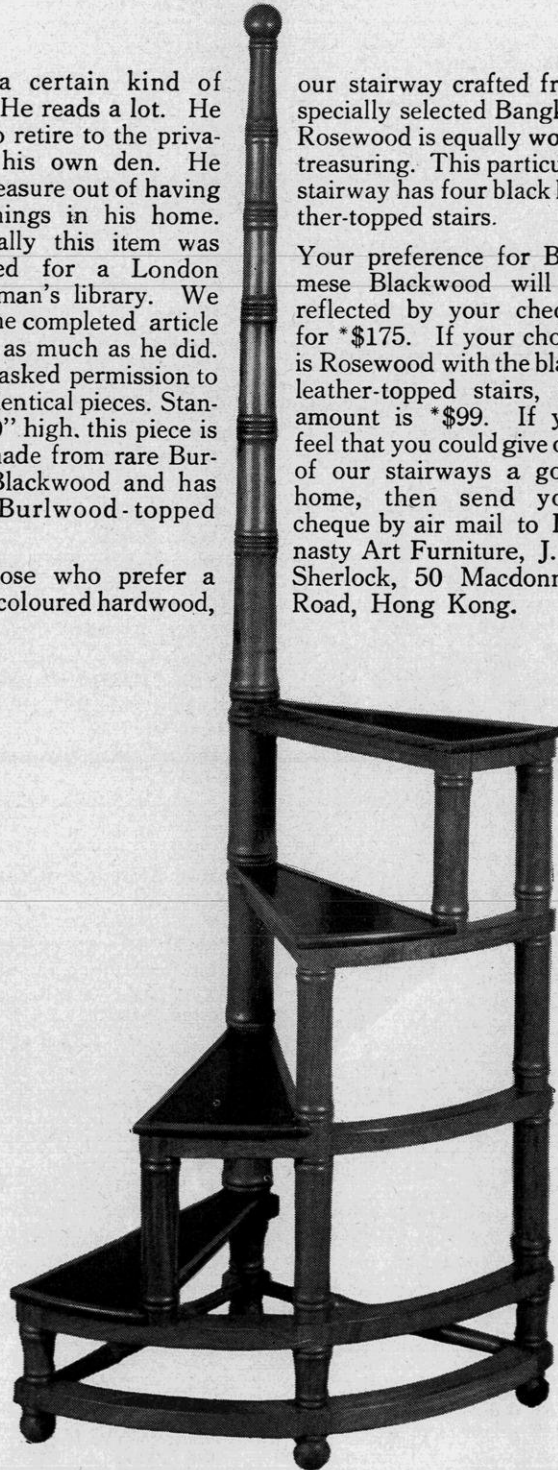 a certain kind of
He reads a lot. He
o retire to the priva-
his own den. He
easure out of having
ings in his home.
ally this item was
ed for a London
man's library. We
ne completed article
as much as he did.
asked permission to
entical pieces. Stan-
0" high, this piece is
nade from rare Bur-
Blackwood and has
Burlwood-topped
ose who prefer a
coloured hardwood,
our stairway crafted fr
specially selected Bangk
Rosewood is equally wo
treasuring. This particu
stairway has four black l
ther-topped stairs.
Your preference for B
mese Blackwood will
reflected by your chec
for *$175. If your cho
is Rosewood with the bla
leather-topped stairs,
amount is *$99. If y
feel that you could give o
of our stairways a go
home, then send yo
cheque by air mail to D
nasty Art Furniture, J.
Sherlock, 50 Macdonn
Road, Hong Kong.